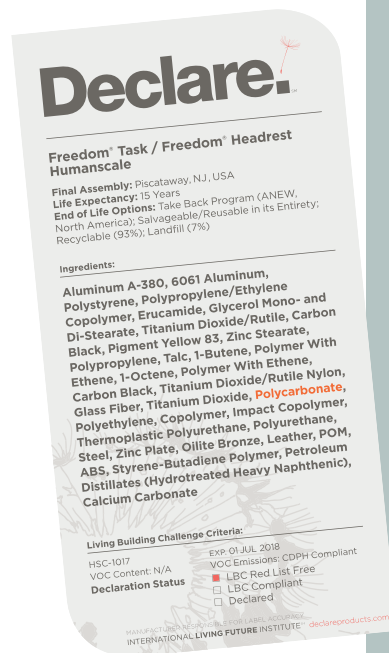 Declare.
Freedom® Task / Freedom® Headrest
Humanscale
Final Assembly: Piscataway, NJ, USA
Life Expectancy: 15 Years
End of Life Options: Take Back Program (ANEW,
North America); Salvageable/Reusable in its Entirety;
Recyclable (93%); Landfill (7%)
Ingredients:
Aluminum A-380, 6061 Aluminum,
Polystyrene, Polypropylene/Ethylene
Copolymer, Erucamide, Glycerol Mono- and
Di-Stearate, Titanium Dioxide/Rutile, Carbon
Black, Pigment Yellow 83, Zinc Stearate,
Polypropylene, Talc, 1-Butene, Polymer With
Ethene, 1-Octene, Polymer With Ethene,
Carbon Black, Titanium Dioxide/Rutile Nylon,
Glass Fiber, Titanium Dioxide, Polycarbonate,
Polyethylene, Copolymer, Impact Copolymer,
Thermoplastic Polyurethane, Polyurethane,
Steel, Zinc Plate, Oilite Bronze, Leather, POM,
ABS, Styrene-Butadiene Polymer, Petroleum
Distillates (Hydrotreated Heavy Naphthenic),
Calcium Carbonate
Living Building Challenge Criteria:
HSC-1017 EXP. 01 JUL 2018
VOC Content: N/A VOC Emissions: CDPH Compliant
Declaration Status LBC Red List Free
LBC Compliant
Declared
MANUFACTURER RESPONSIBLE FOR LABEL ACCURACY
INTERNATIONAL LIVING FUTURE INSTITUTE™ declareproducts.com